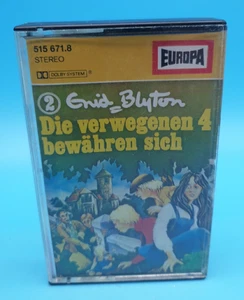 515 671.8
STEREO
DOLBY SYSTEM
EUROPA
2 Enid Blyton
Die verwegenen 4
bewähren sich